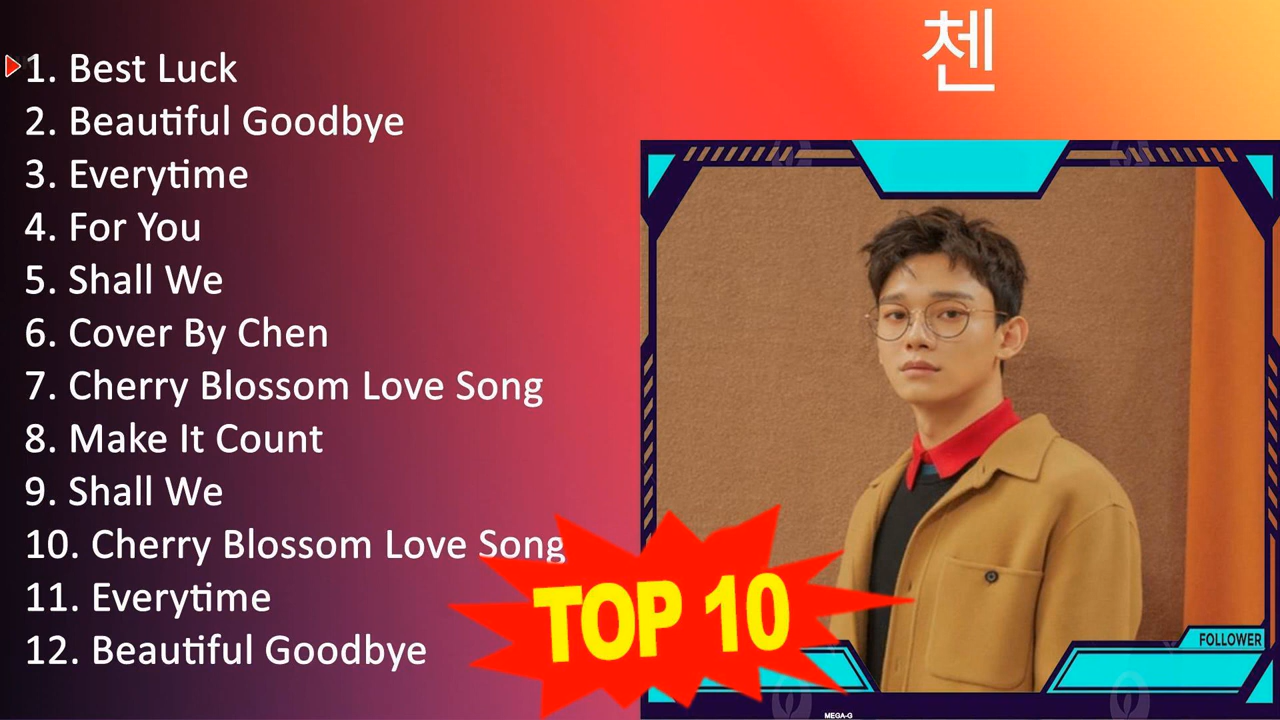 첸
1. Best Luck
2. Beautiful Goodbye
3. Everytime
4. For You
5. Shall We
6. Cover By Chen
7. Cherry Blossom Love Song
8. Make It Count
9. Shall We
10. Cherry Blossom Love Song
11. Everytime
12. Beautiful Goodbye
TOP 10
FOLLOWER
MEGA-G